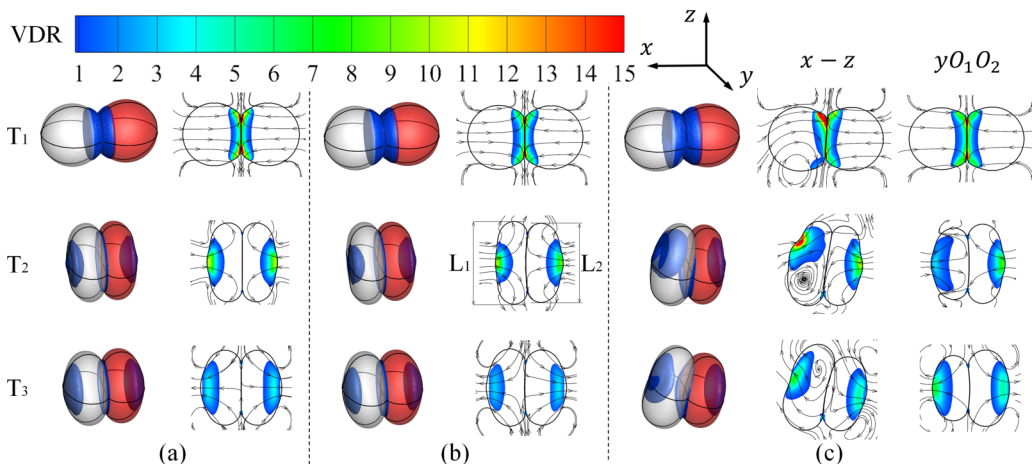 VDR
1 2 3 4 5 6 7 8 9 10 11 12 13 14 15
z
x
y
x − z
yO₁O₂
T₁
T₂
L₁
L₂
T₃
(a)
(b)
(c)